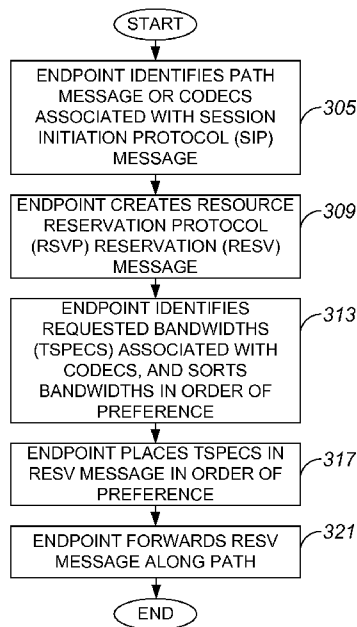 START
ENDPOINT IDENTIFIES PATH
MESSAGE OR CODECS
ASSOCIATED WITH SESSION
INITIATION PROTOCOL (SIP)
MESSAGE
305
ENDPOINT CREATES RESOURCE
RESERVATION PROTOCOL
(RSVP) RESERVATION (RESV)
MESSAGE
309
ENDPOINT IDENTIFIES
REQUESTED BANDWIDTHS
(TSPECS) ASSOCIATED WITH
CODECS, AND SORTS
BANDWIDTHS IN ORDER OF
PREFERENCE
313
ENDPOINT PLACES TSPECS IN
RESV MESSAGE IN ORDER OF
PREFERENCE
317
ENDPOINT FORWARDS RESV
MESSAGE ALONG PATH
321
END